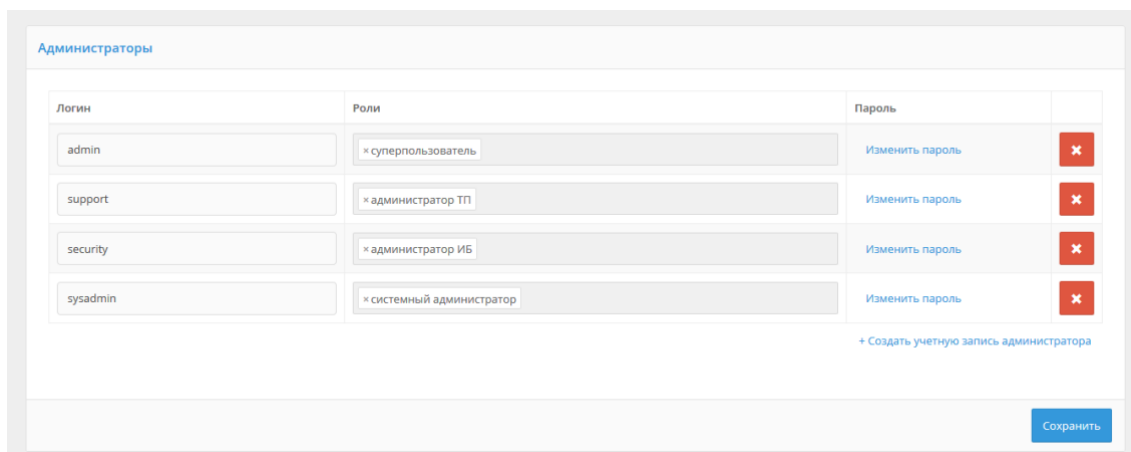 Администраторы
Логин Роли Пароль
admin ×суперпользователь Изменить пароль
support ×администратор ТП Изменить пароль
security ×администратор ИБ Изменить пароль
sysadmin ×системный администратор Изменить пароль
+ Создать учетную запись администратора
Сохранить